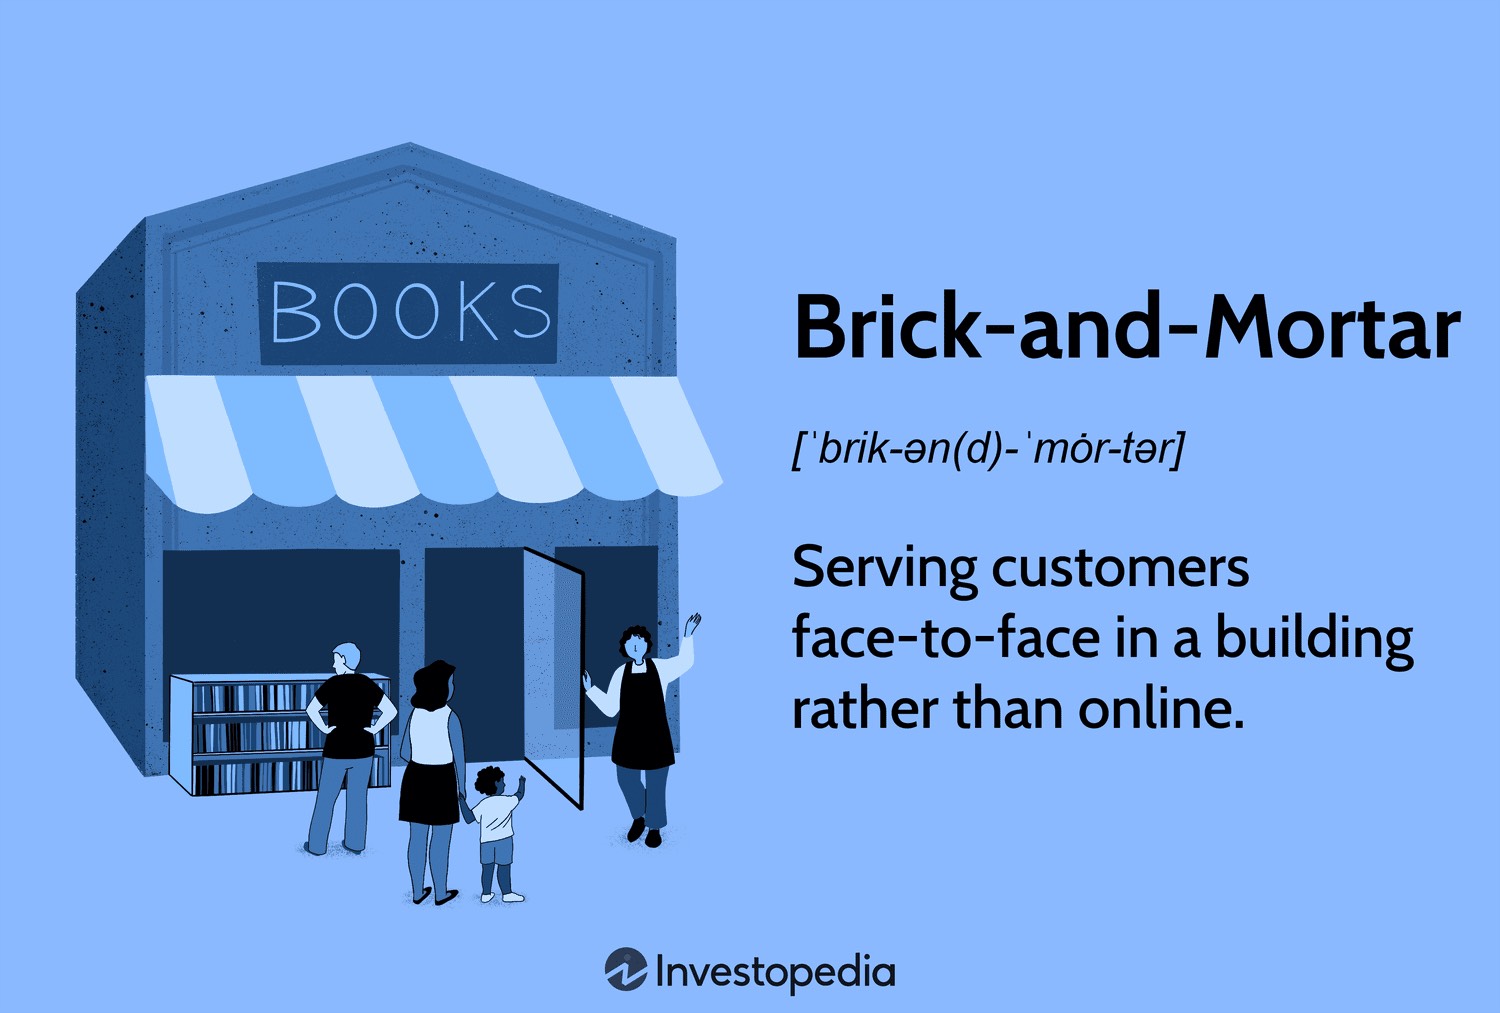 BOOKS
Brick-and-Mortar
[ˈbrik-ən(d)-ˈmȯr-tər]
Serving customers
face-to-face in a building
rather than online.
Investopedia